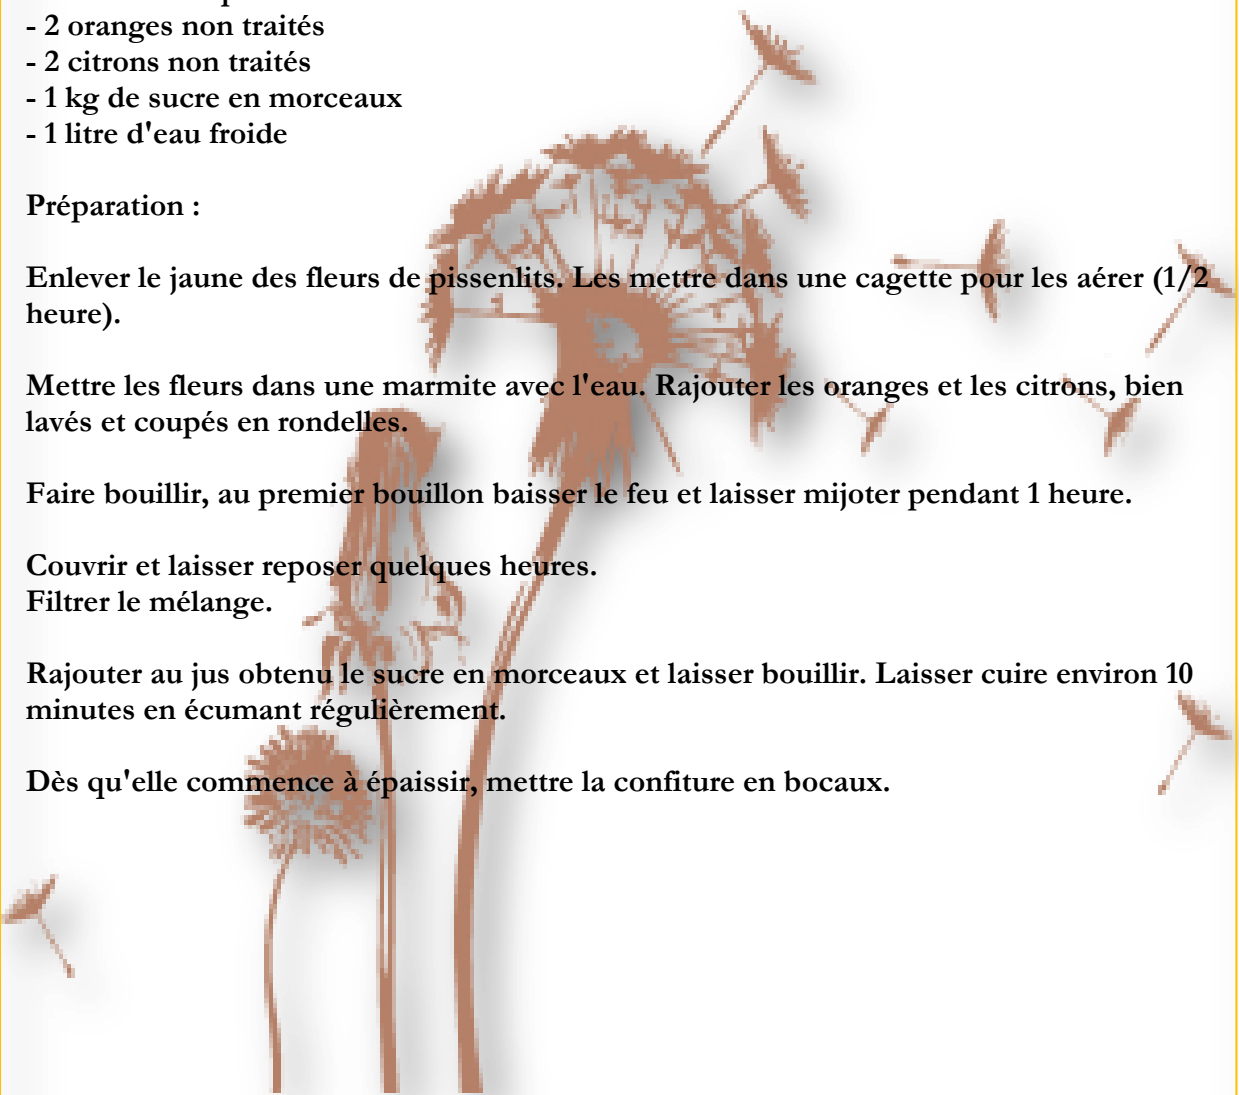 - 2 oranges non traités
- 2 citrons non traités
- 1 kg de sucre en morceaux
- 1 litre d'eau froide
Préparation :
Enlever le jaune des fleurs de pissenlits. Les mettre dans une cagette pour les aérer (1/2
heure).
Mettre les fleurs dans une marmite avec l'eau. Rajouter les oranges et les citrons, bien
lavés et coupés en rondelles.
Faire bouillir, au premier bouillon baisser le feu et laisser mijoter pendant 1 heure.
Couvrir et laisser reposer quelques heures.
Filtrer le mélange.
Rajouter au jus obtenu le sucre en morceaux et laisser bouillir. Laisser cuire environ 10
minutes en écumant régulièrement.
Dès qu'elle commence à épaissir, mettre la confiture en bocaux.